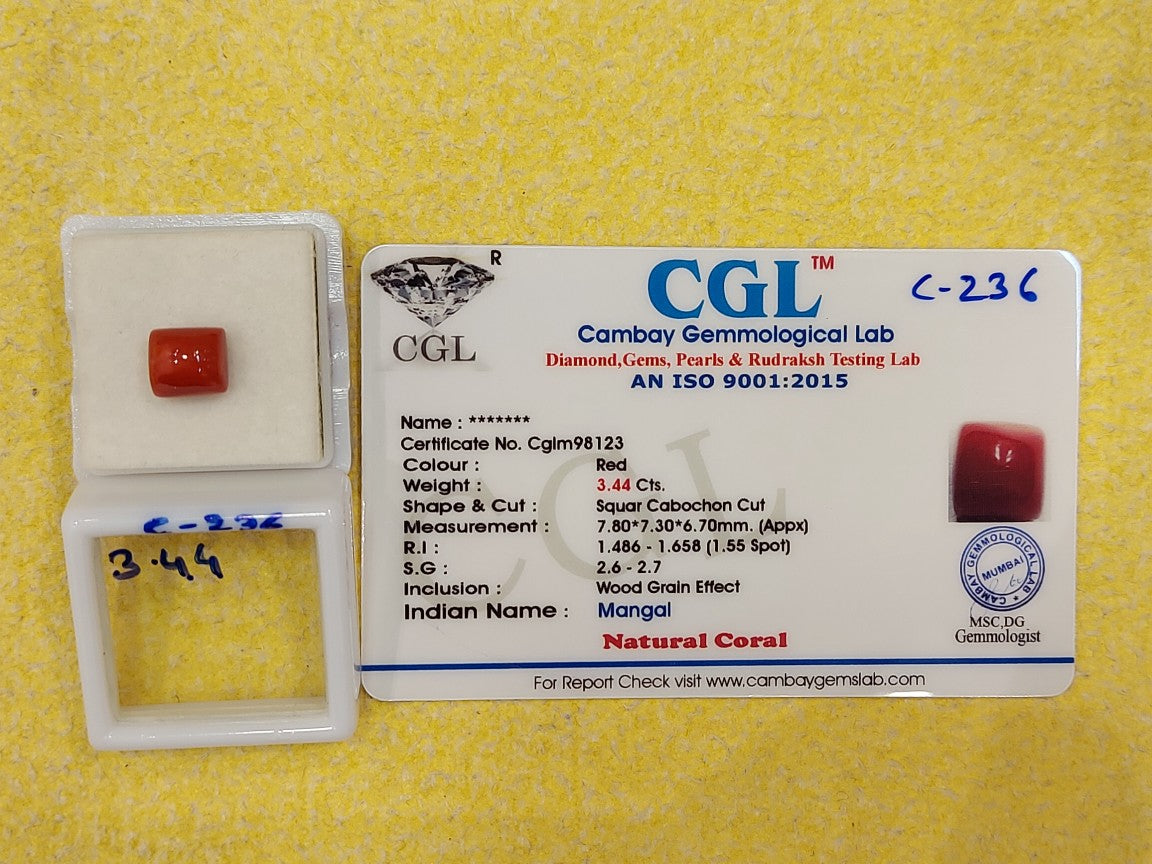 C-236
3.44
R
CGL
CGL™
C-236
Cambay Gemmological Lab
Diamond,Gems, Pearls & Rudraksh Testing Lab
AN ISO 9001:2015
Name : *******
Certificate No. Cglm98123
Colour : Red
Weight : 3.44 Cts.
Shape & Cut : Squar Cabochon Cut
Measurement : 7.80*7.30*6.70mm. (Appx)
R.I : 1.486 - 1.658 (1.55 Spot)
S.G : 2.6 - 2.7
Inclusion : Wood Grain Effect
Indian Name : Mangal
Natural Coral
CGL
CAMBAY GEMMOLOGICAL LAB
MUMBAI
MSC,DG
Gemmologist
For Report Check visit www.cambaygemslab.com